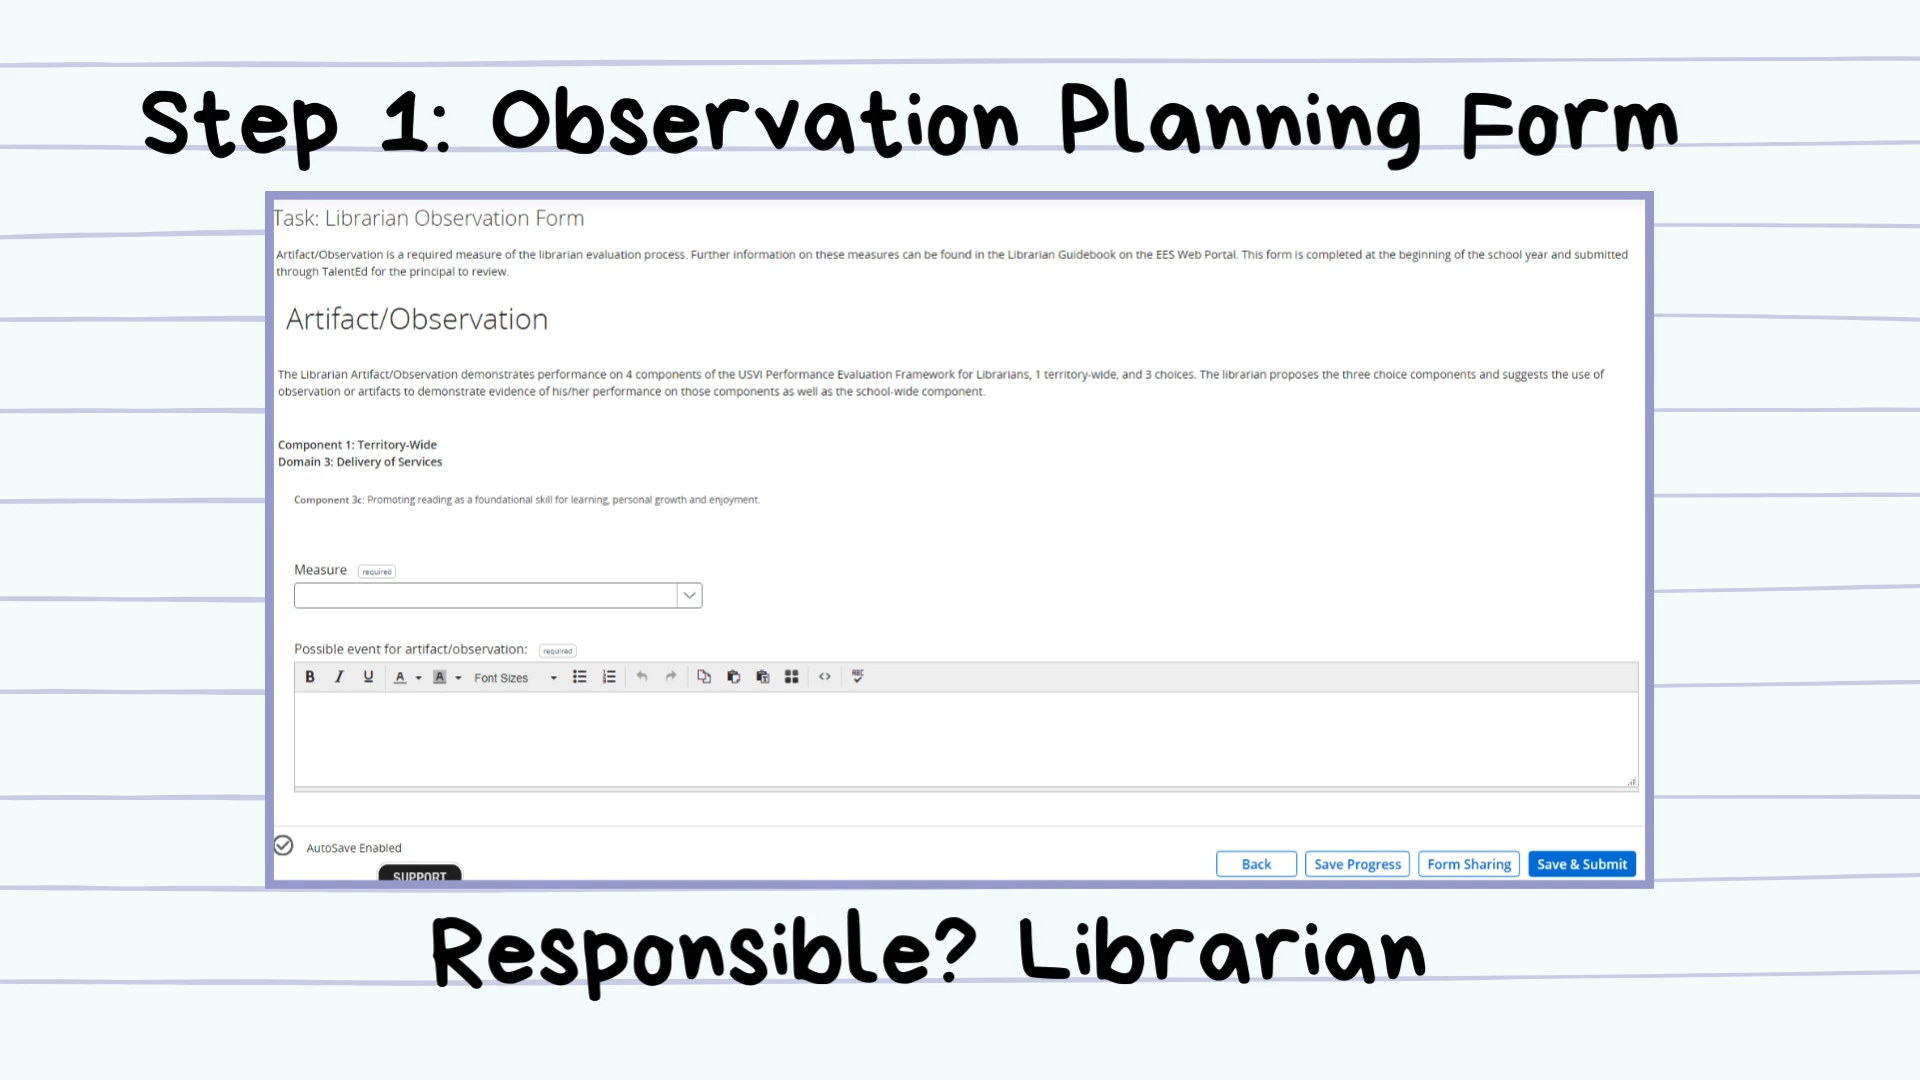 Step 1: Observation Planning Form
Task: Librarian Observation Form
Artifact/Observation is a required measure of the librarian evaluation process. Further information on these measures can be found in the Librarian Guidebook on the EES Web Portal. This form is completed at the beginning of the school year and submitted
through TalentEd for the principal to review.
Artifact/Observation
The Librarian Artifact/Observation demonstrates performance on 4 components of the USVI Performance Evaluation Framework for Librarians, 1 territory-wide, and 3 choices. The librarian proposes the three choice components and suggests the use of
observation or artifacts to demonstrate evidence of his/her performance on those components as well as the school-wide component.
Component 1: Territory-Wide
Domain 3: Delivery of Services
Component 3c: Promoting reading as a foundational skill for learning, personal growth and enjoyment.
Measure required
Possible event for artifact/observation: required
B I U A A Font Sizes ABC
AutoSave Enabled
SUPPORT
Back Save Progress Form Sharing Save & Submit
Responsible? Librarian